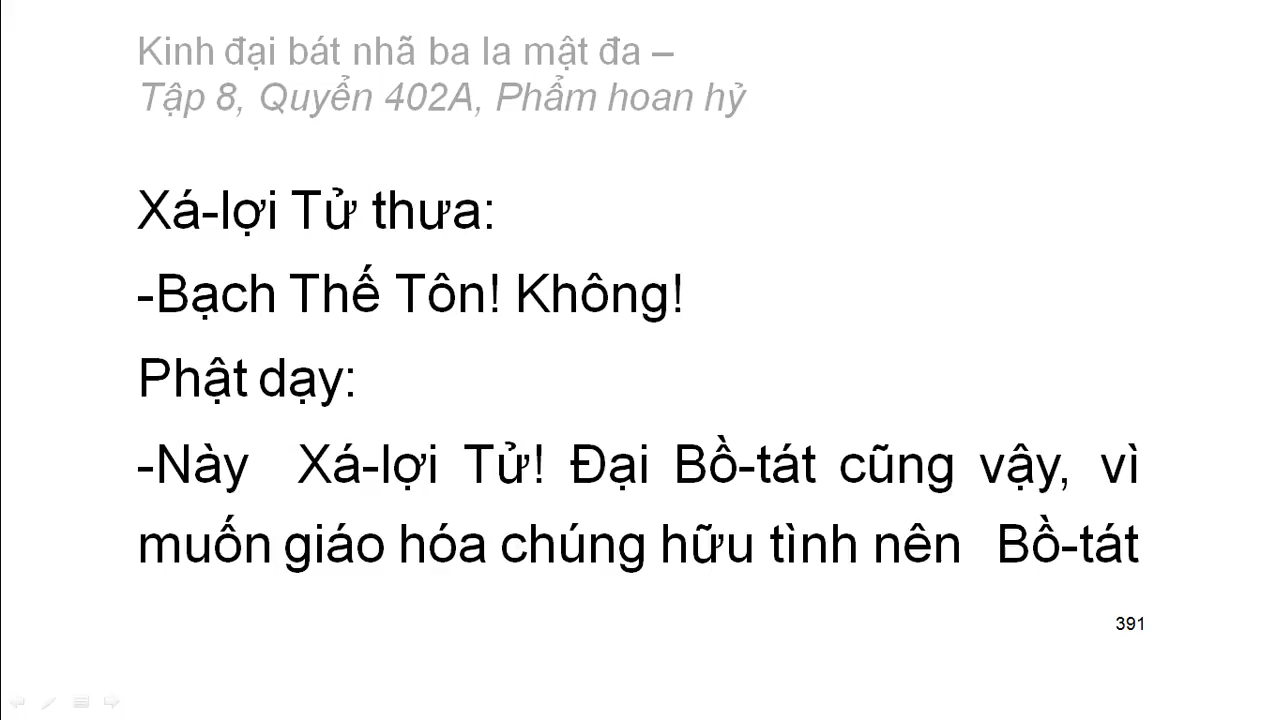 Kinh đại bát nhã ba la mật đa –
Tập 8, Quyển 402A, Phẩm hoan hỷ
Xá-lợi Tử thưa:
-Bạch Thế Tôn! Không!
Phật dạy:
-Này Xá-lợi Tử! Đại Bồ-tát cũng vậy, vì
muốn giáo hóa chúng hữu tình nên Bồ-tát
391